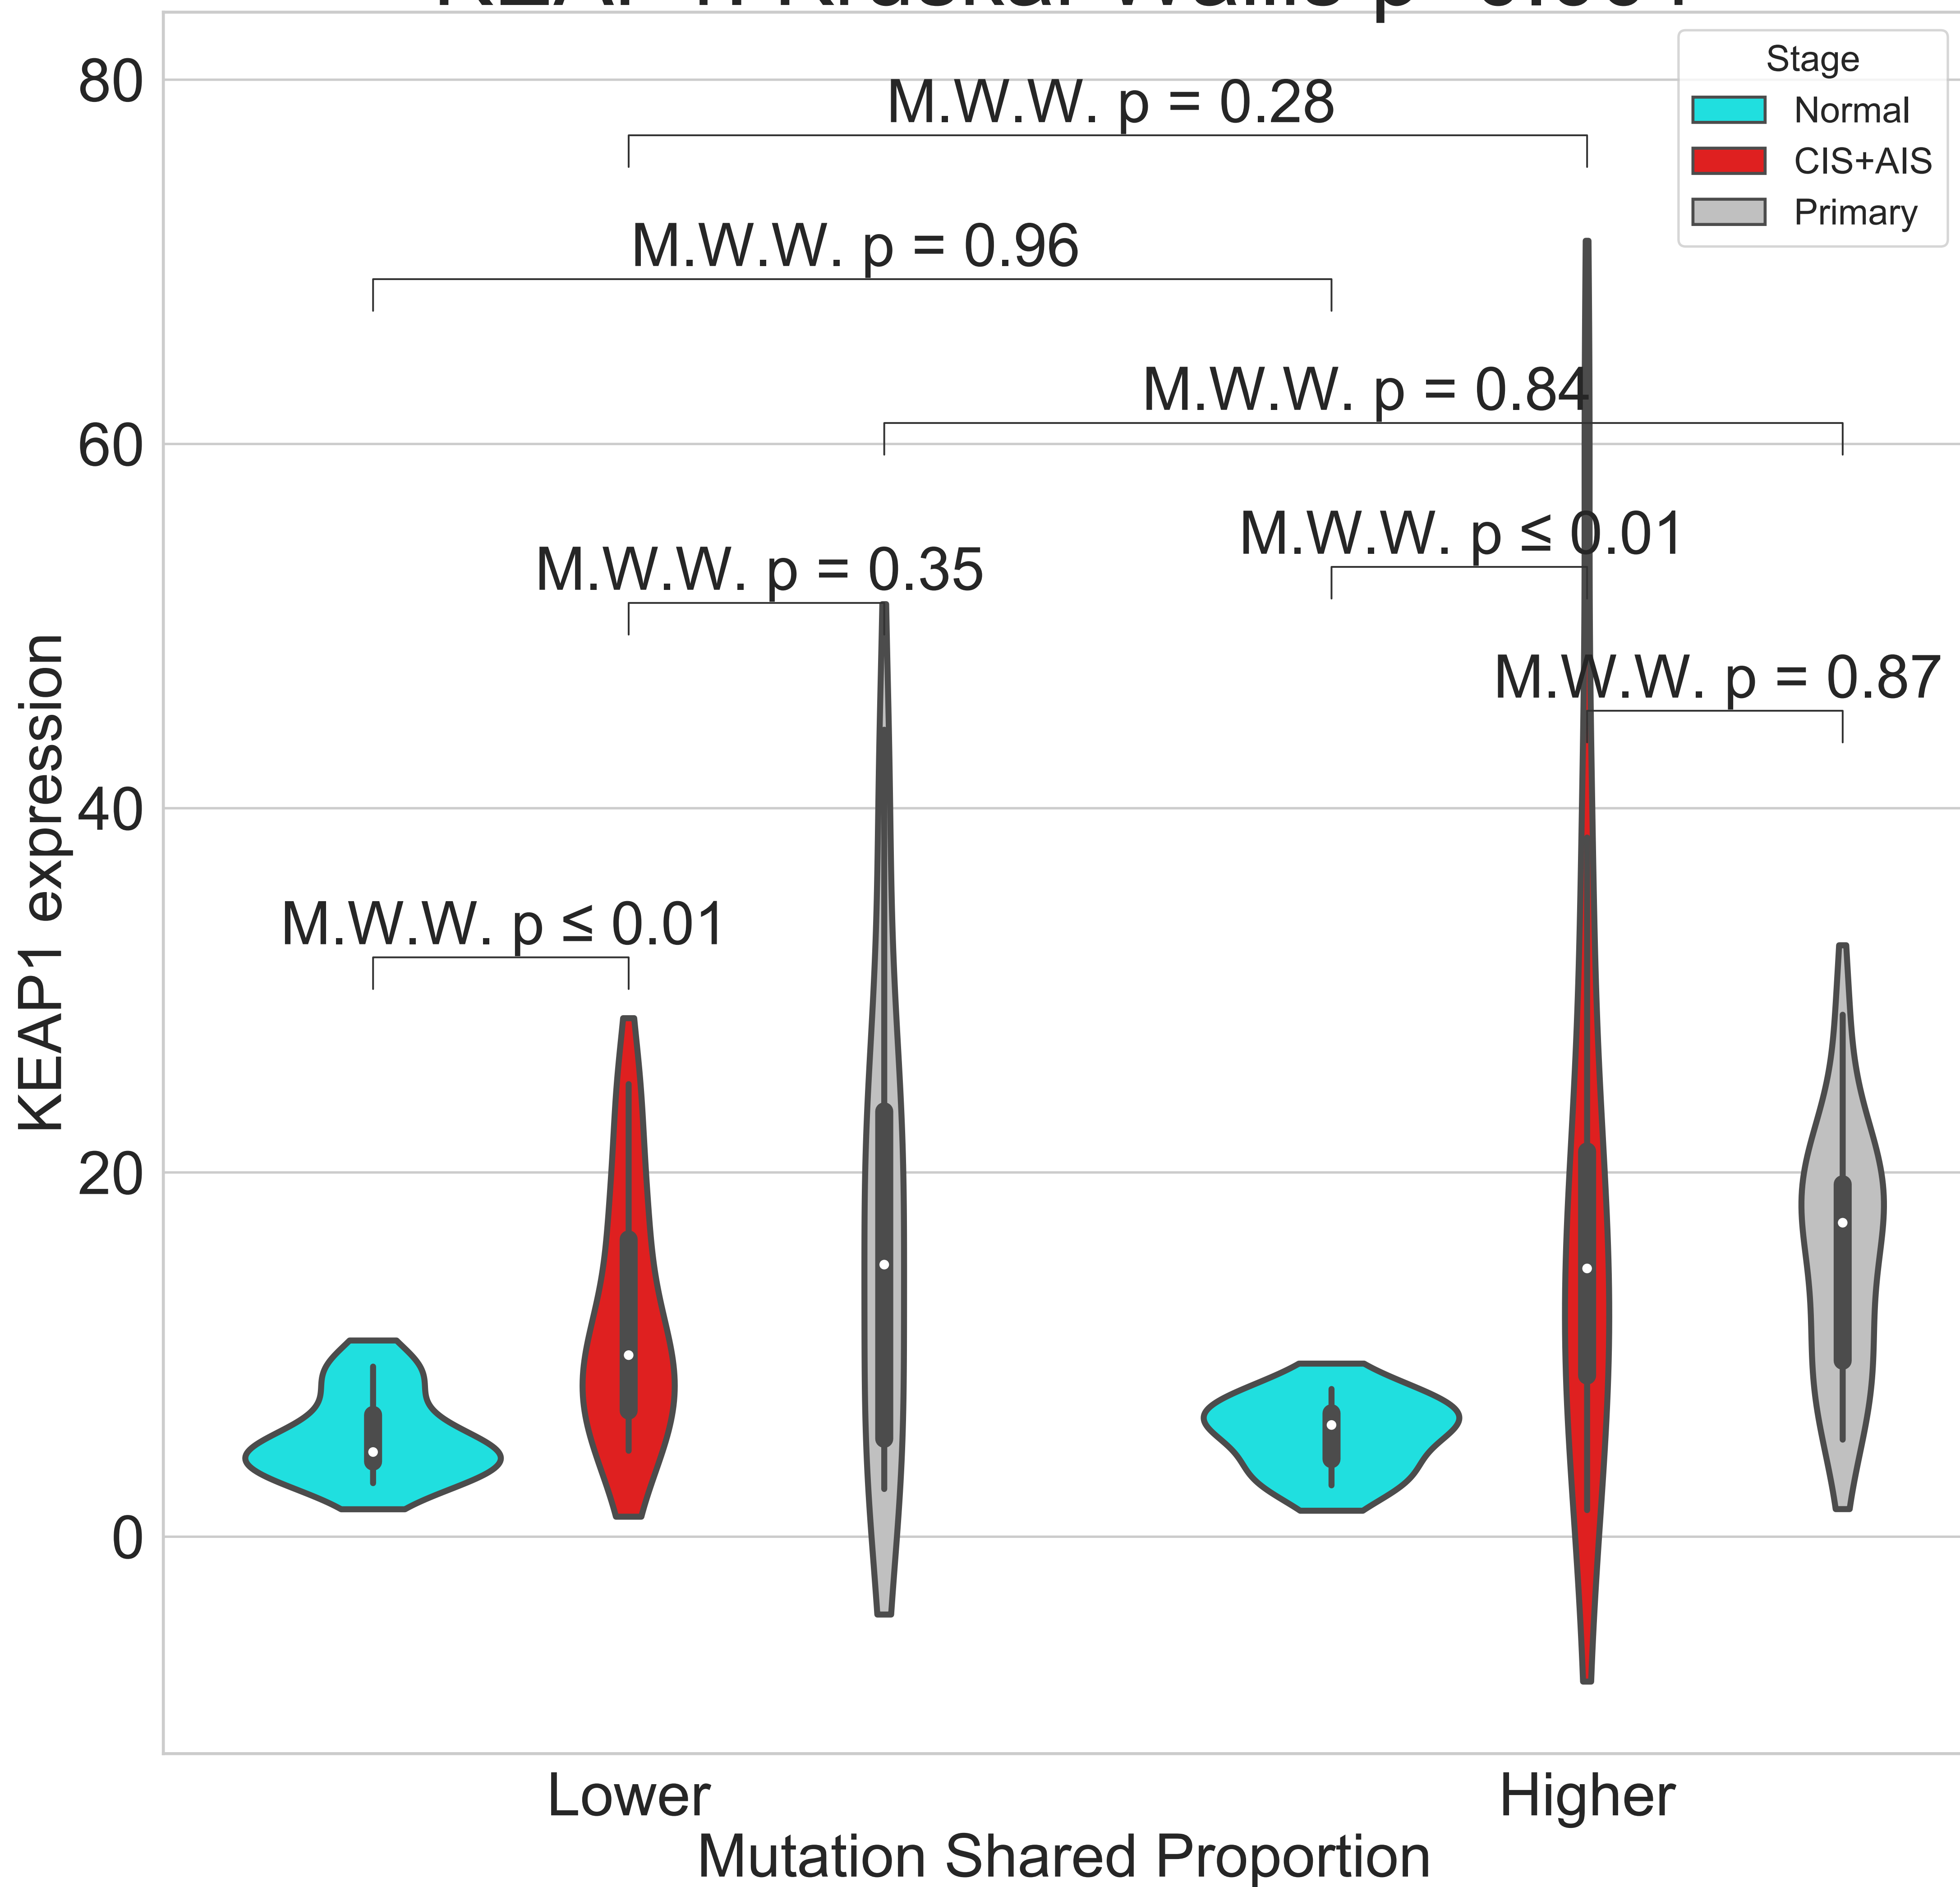 Stage
Normal
CIS+AIS
Primary
80
60
40
20
0
KEAP1 expression
M.W.W. p = 0.28
M.W.W. p = 0.96
M.W.W. p = 0.84
M.W.W. p ≤ 0.01
M.W.W. p = 0.35
M.W.W. p = 0.87
M.W.W. p ≤ 0.01
Lower
Higher
Mutation Shared Proportion